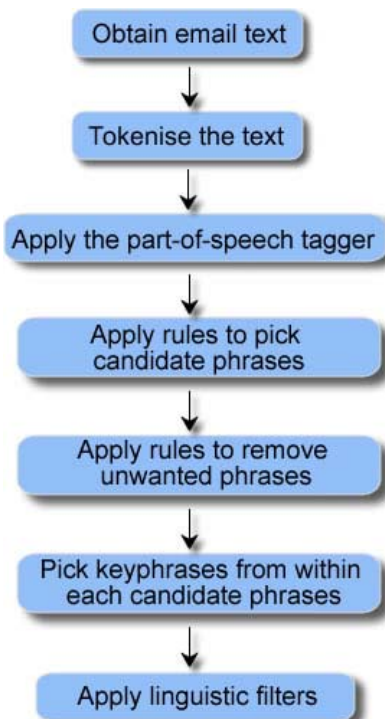 Obtain email text
Tokenise the text
Apply the part-of-speech tagger
Apply rules to pick
candidate phrases
Apply rules to remove
unwanted phrases
Pick keyphrases from within
each candidate phrases
Apply linguistic filters